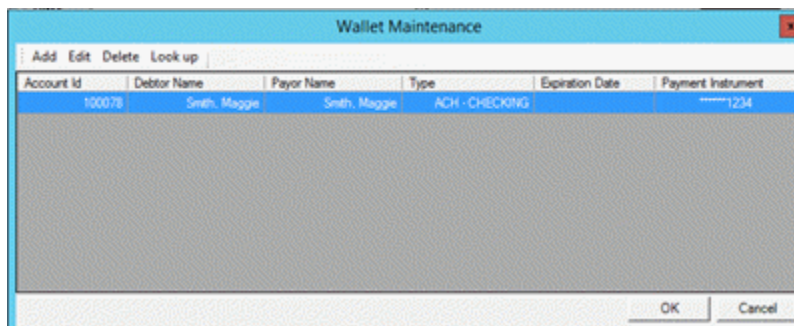 Wallet Maintenance
x
Add Edit Delete Look up
Account Id Debtor Name Payor Name Type Expiration Date Payment Instrument
100078 Smith, Maggie Smith, Maggie ACH - CHECKING ******1234
OK Cancel